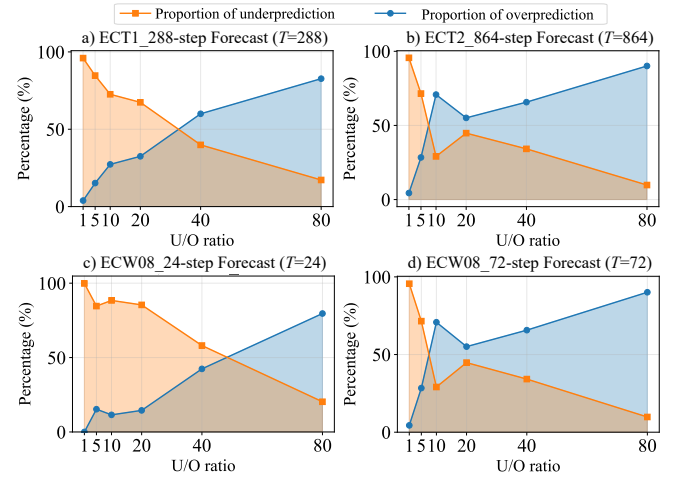 Proportion of underprediction Proportion of overprediction
a) ECT1_288-step Forecast (T=288)
100
50
0
Percentage (%)
1 5 10 20 40 80
U/O ratio
b) ECT2_864-step Forecast (T=864)
100
50
0
Percentage (%)
1 5 10 20 40 80
U/O ratio
c) ECW08_24-step Forecast (T=24)
100
50
0
Percentage (%)
1 5 10 20 40 80
U/O ratio
d) ECW08_72-step Forecast (T=72)
100
50
0
Percentage (%)
1 5 10 20 40 80
U/O ratio